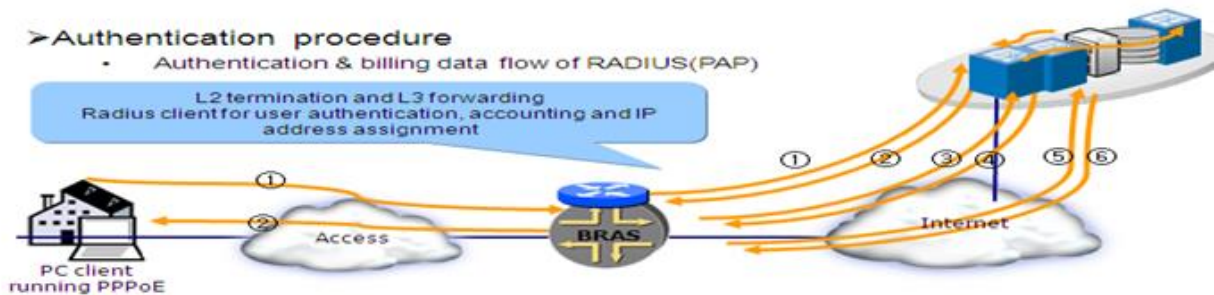 ➢Authentication procedure
• Authentication & billing data flow of RADIUS(PAP)
L2 termination and L3 forwarding
Radius client for user authentication, accounting and IP
address assignment
① ② ③ ④ ⑤ ⑥
①
②
Access
BRAS
Internet
PC client
running PPPoE